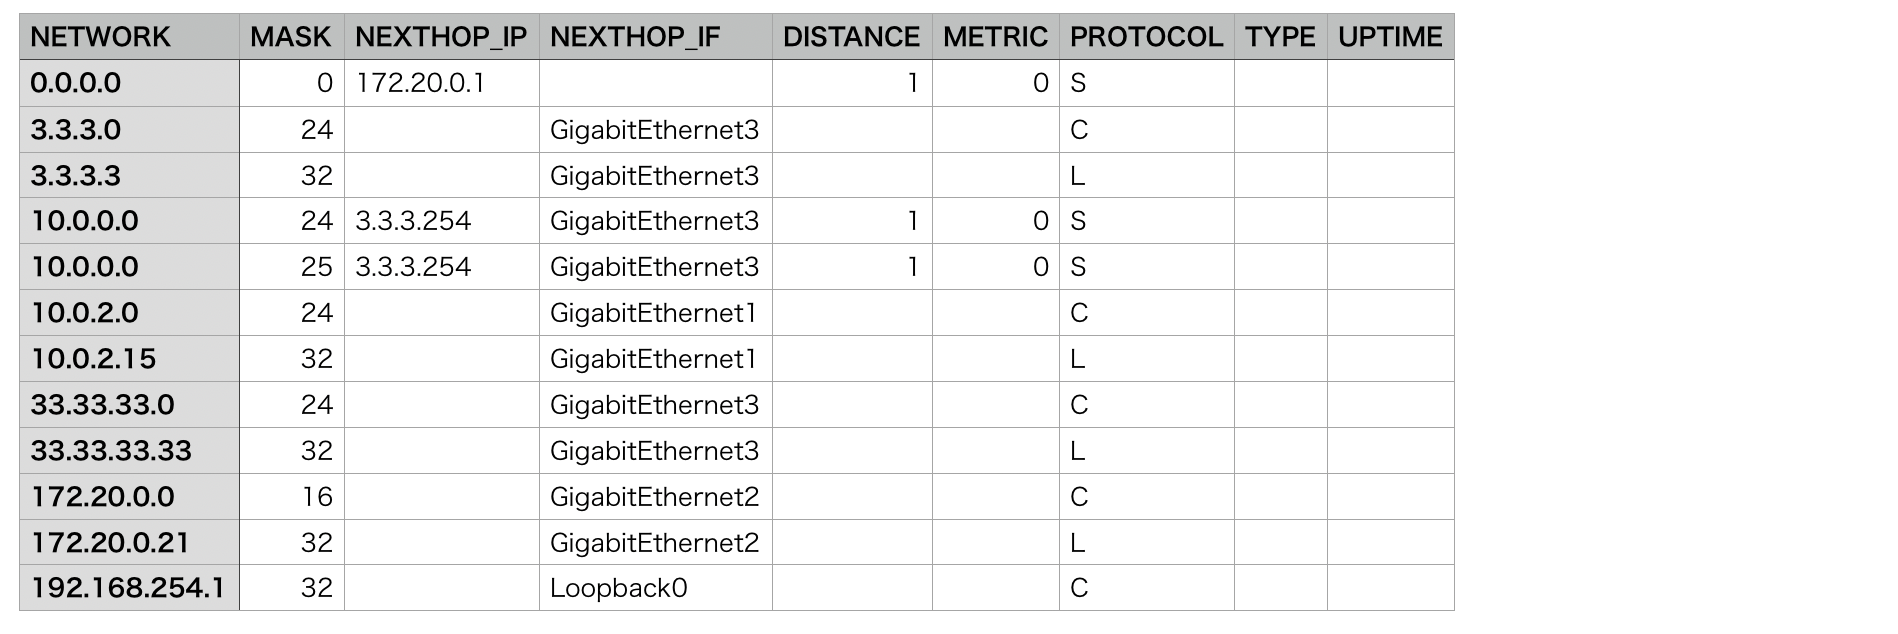 NETWORK MASK NEXTHOP_IP NEXTHOP_IF DISTANCE METRIC PROTOCOL TYPE UPTIME
0.0.0.0 0 172.20.0.1 1 0 S
3.3.3.0 24 GigabitEthernet3 C
3.3.3.3 32 GigabitEthernet3 L
10.0.0.0 24 3.3.3.254 GigabitEthernet3 1 0 S
10.0.0.0 25 3.3.3.254 GigabitEthernet3 1 0 S
10.0.2.0 24 GigabitEthernet1 C
10.0.2.15 32 GigabitEthernet1 L
33.33.33.0 24 GigabitEthernet3 C
33.33.33.33 32 GigabitEthernet3 L
172.20.0.0 16 GigabitEthernet2 C
172.20.0.21 32 GigabitEthernet2 L
192.168.254.1 32 Loopback0 C